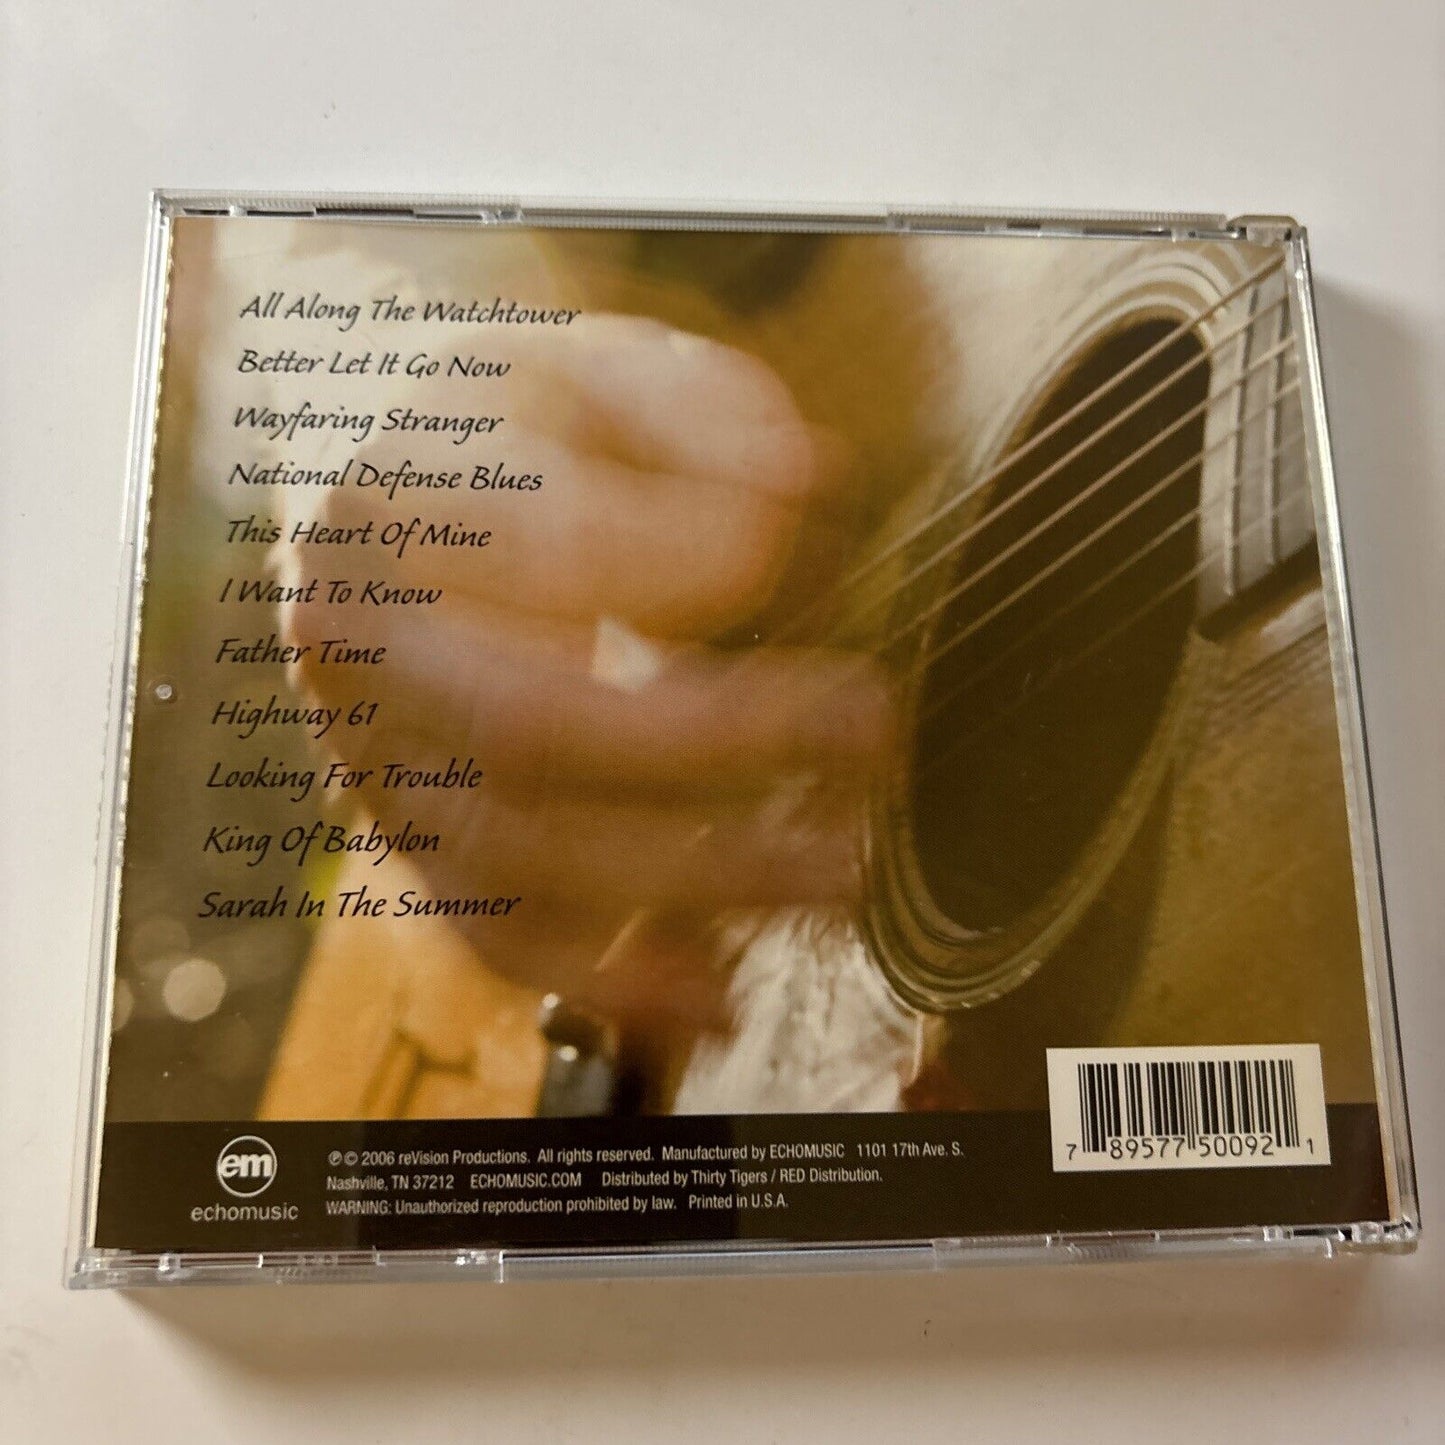 All Along The Watchtower
Better Let It Go Now
Wayfaring Stranger
National Defense Blues
This Heart Of Mine
I Want To Know
Father Time
Highway 61
Looking For Trouble
King Of Babylon
Sarah In The Summer
em
echomusic
℗ © 2006 reVision Productions. All rights reserved. Manufactured by ECHOMUSIC 1101 17th Ave. S.
Nashville, TN 37212 ECHOMUSIC.COM Distributed by Thirty Tigers / RED Distribution.
WARNING: Unauthorized reproduction prohibited by law. Printed in U.S.A.
7 89577 50092 1